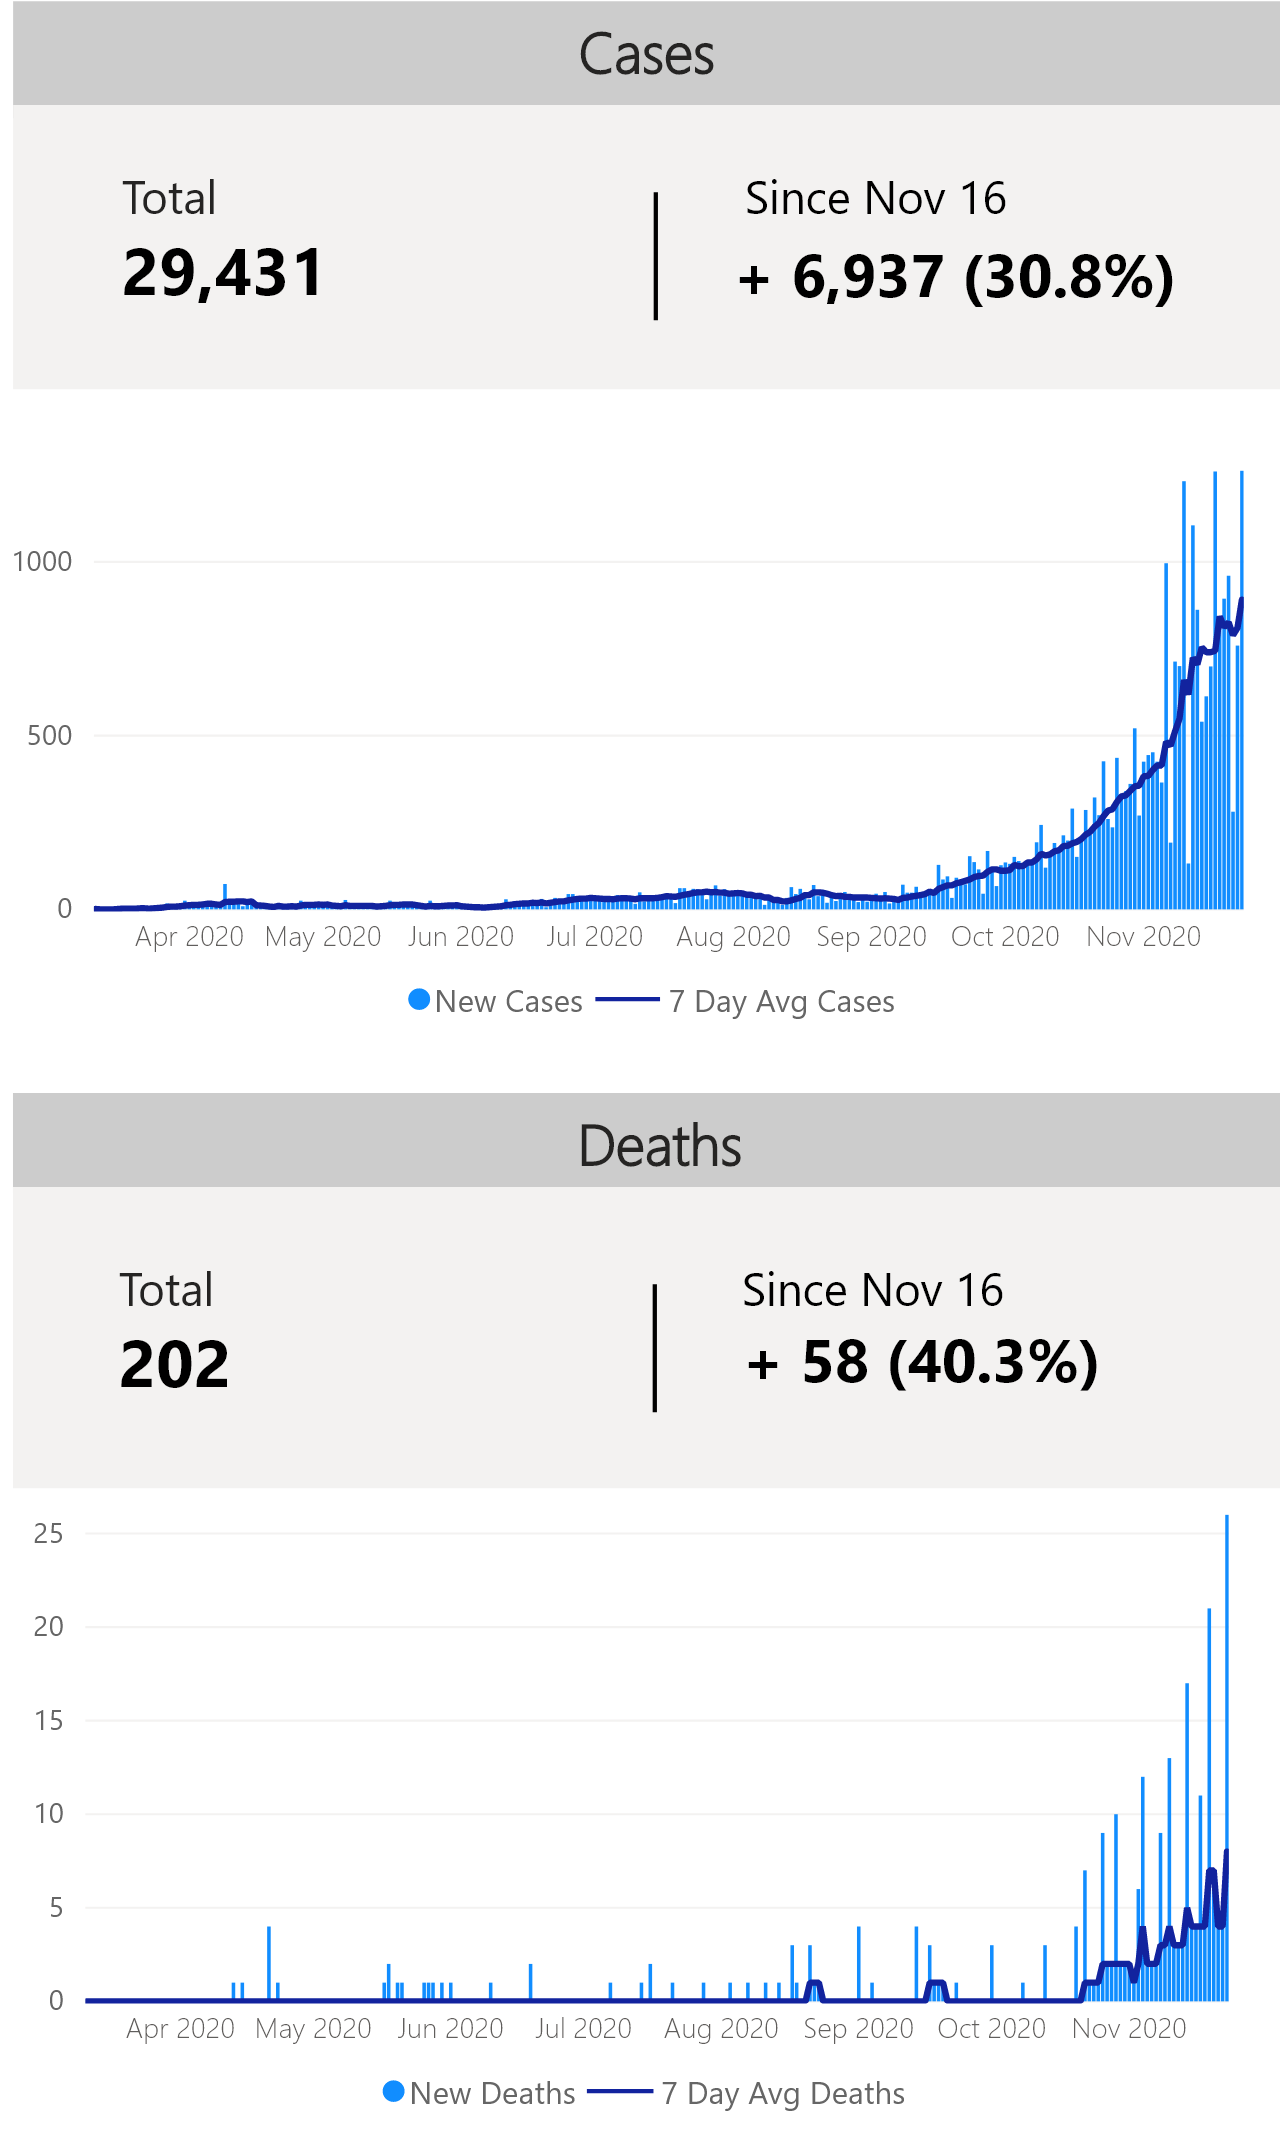 Cases
Total
Since Nov 16
29,431
+ 6,937 (30.8%)
1000
500
0
Apr 2020 May 2020 Jun 2020 Jul 2020 Aug 2020 Sep 2020 Oct 2020 Nov 2020
New Cases 7 Day Avg Cases
Deaths
Total
Since Nov 16
202
+ 58 (40.3%)
25
20
15
10
5
0
Apr 2020 May 2020 Jun 2020 Jul 2020 Aug 2020 Sep 2020 Oct 2020 Nov 2020
New Deaths 7 Day Avg Deaths